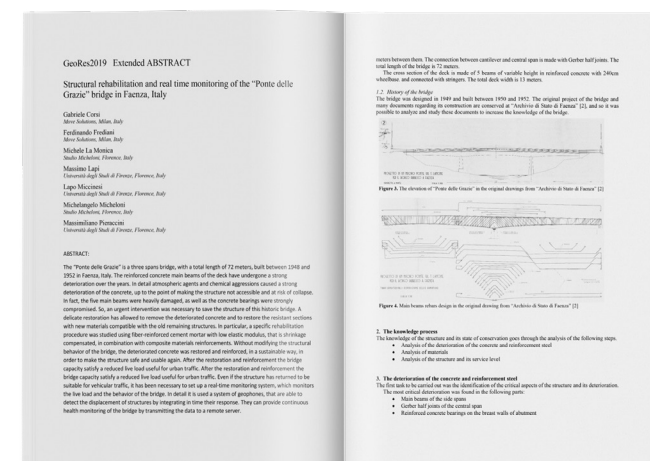 GeoRes2019 Extended ABSTRACT
Structural rehabilitation and real time monitoring of the "Ponte delle
Grazie" bridge in Faenza, Italy
Gabriele Corsi
Move Solutions, Milan, Italy
Ferdinando Frediani
Move Solutions, Milan, Italy
Michele La Monica
Studio Micheloni, Florence, Italy
Massimo Lapi
Università degli Studi di Firenze, Florence, Italy
Lapo Miccinesi
Università degli Studi di Firenze, Florence, Italy
Michelangelo Micheloni
Studio Micheloni, Florence, Italy
Massimiliano Pieraccini
Università degli Studi di Firenze, Florence, Italy
ABSTRACT:
The "Ponte delle Grazie" is a three spans bridge, with a total length of 72 meters, built between 1948 and
1952 in Faenza, Italy. The reinforced concrete main beams of the deck have undergone a strong
deterioration over the years. In detail atmospheric agents and chemical aggressions caused a strong
deterioration of the concrete, up to the point of making the structure not accessible and at risk of collapse.
In fact, the five main beams were heavily damaged, as well as the concrete bearings were strongly
compromised. So, an urgent intervention was necessary to save the structure of this historic bridge. A
delicate restoration has allowed to remove the deteriorated concrete and to restore the resistant sections
with new materials compatible with the old remaining structures. In particular, a specific rehabilitation
procedure was studied using fiber-reinforced cement mortar with low elastic modulus, that is shrinkage
compensated, in combination with composite materials reinforcements. Without modifying the structural
behavior of the bridge, the deteriorated concrete was restored and reinforced, in a sustainable way, in
order to make the structure safe and usable again. After the restoration and reinforcement the bridge
capacity satisfy a reduced live load useful for urban traffic. After the restoration and reinforcement the
bridge capacity satisfy a reduced live load useful for urban traffic. Even if the structure has returned to be
suitable for vehicular traffic, it has been necessary to set up a real-time monitoring system, which monitors
the live load and the behavior of the bridge. In detail it is used a system of geophones, that are able to
detect the displacement of structures by integrating in time their response. They can provide continuous
health monitoring of the bridge by transmitting the data to a remote server.
meters between them. The connection between cantilever and central span is made with Gerber half joints. The
total length of the bridge is 72 meters.
The cross section of the deck is made of 5 beams of variable height in reinforced concrete with 240cm
wheelbase. and connected with stringers. The total deck width is 13 meters.
1.2. History of the bridge
The bridge was designed in 1949 and built between 1950 and 1952. The original project of the bridge and
many documents regarding its construction are conserved at "Archivio di Stato di Faenza" [2], and so it was
possible to analyze and study these documents to increase the knowledge of the bridge.
Figure 3. The elevation of "Ponte delle Grazie" in the original drawings from "Archivio di Stato di Faenza" [2]
Figure 4. Main beams rebars design in the original drawing from "Archivio di Stato di Faenza" [2]
2. The knowledge process
The knowledge of the structure and its state of conservation goes through the analysis of the following steps.
• Analysis of the deterioration of the concrete and reinforcement steel
• Analysis of materials
• Analysis of the structure and its service level
3. The deterioration of the concrete and reinforcement steel
The first task to be carried out was the identification of the critical aspects of the structure and its deterioration.
The most critical deterioration was found in the following parts:
• Main beams of the side spans
• Gerber half joints of the central span
• Reinforced concrete bearings on the breast walls of abutment